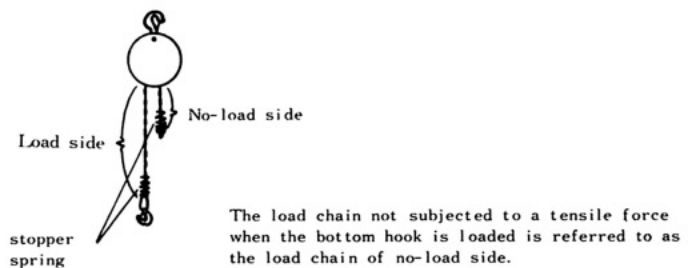 No-load side
Load side
stopper
spring
The load chain not subjected to a tensile force
when the bottom hook is loaded is referred to as
the load chain of no-load side.